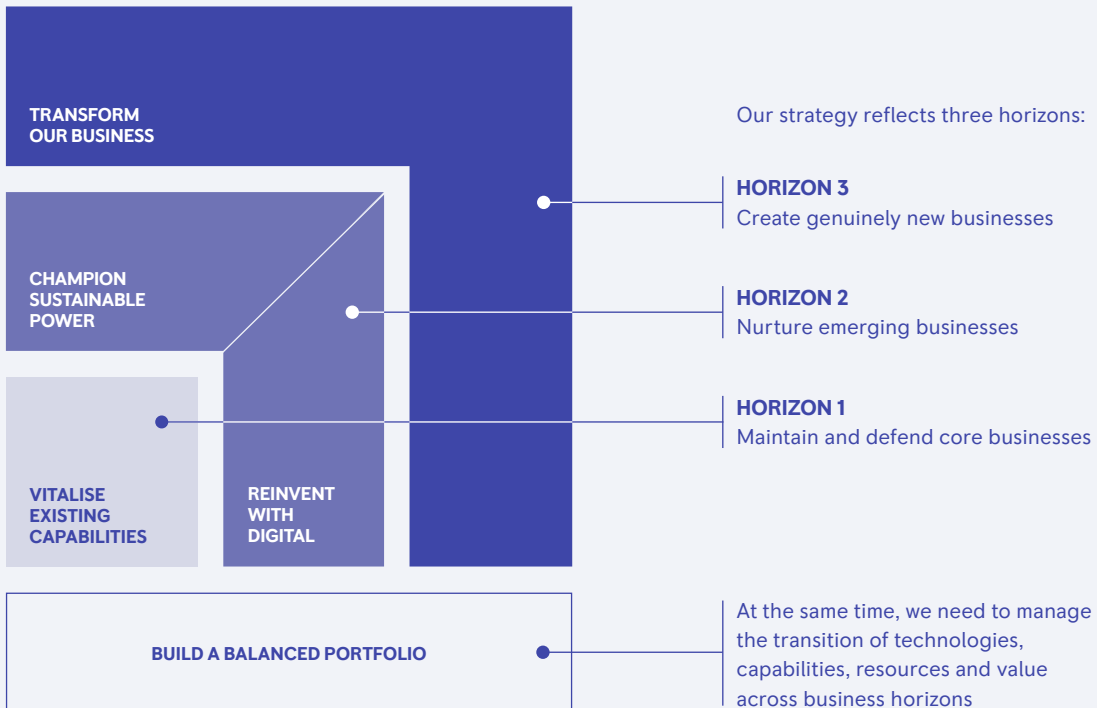 TRANSFORM
OUR BUSINESS
CHAMPION
SUSTAINABLE
POWER
VITALISE
EXISTING
CAPABILITIES
REINVENT
WITH
DIGITAL
BUILD A BALANCED PORTFOLIO
Our strategy reflects three horizons:
HORIZON 3
Create genuinely new businesses
HORIZON 2
Nurture emerging businesses
HORIZON 1
Maintain and defend core businesses
At the same time, we need to manage
the transition of technologies,
capabilities, resources and value
across business horizons